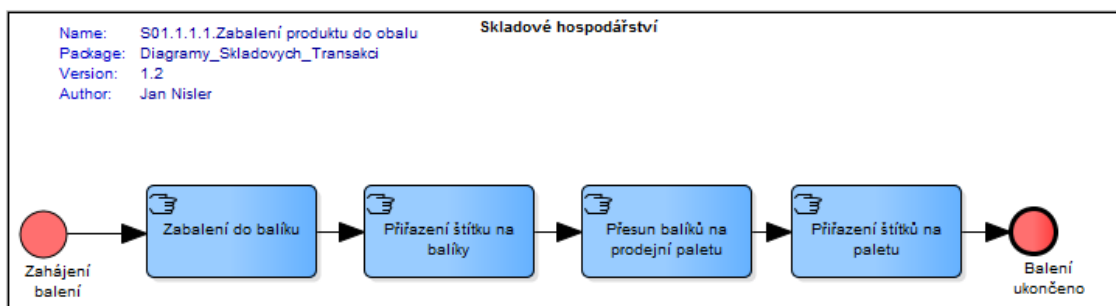 Skladové hospodářství
Name: S01.1.1.1.Zabalení produktu do obalu
Package: Diagramy_Skladovych_Transakci
Version: 1.2
Author: Jan Nisler
Zabalení do balíku
Přiřazení štítku na
balíky
Přesun balíků na
prodejní paletu
Přiřazení štítků na
paletu
Zahájení
balení
Balení
ukončeno